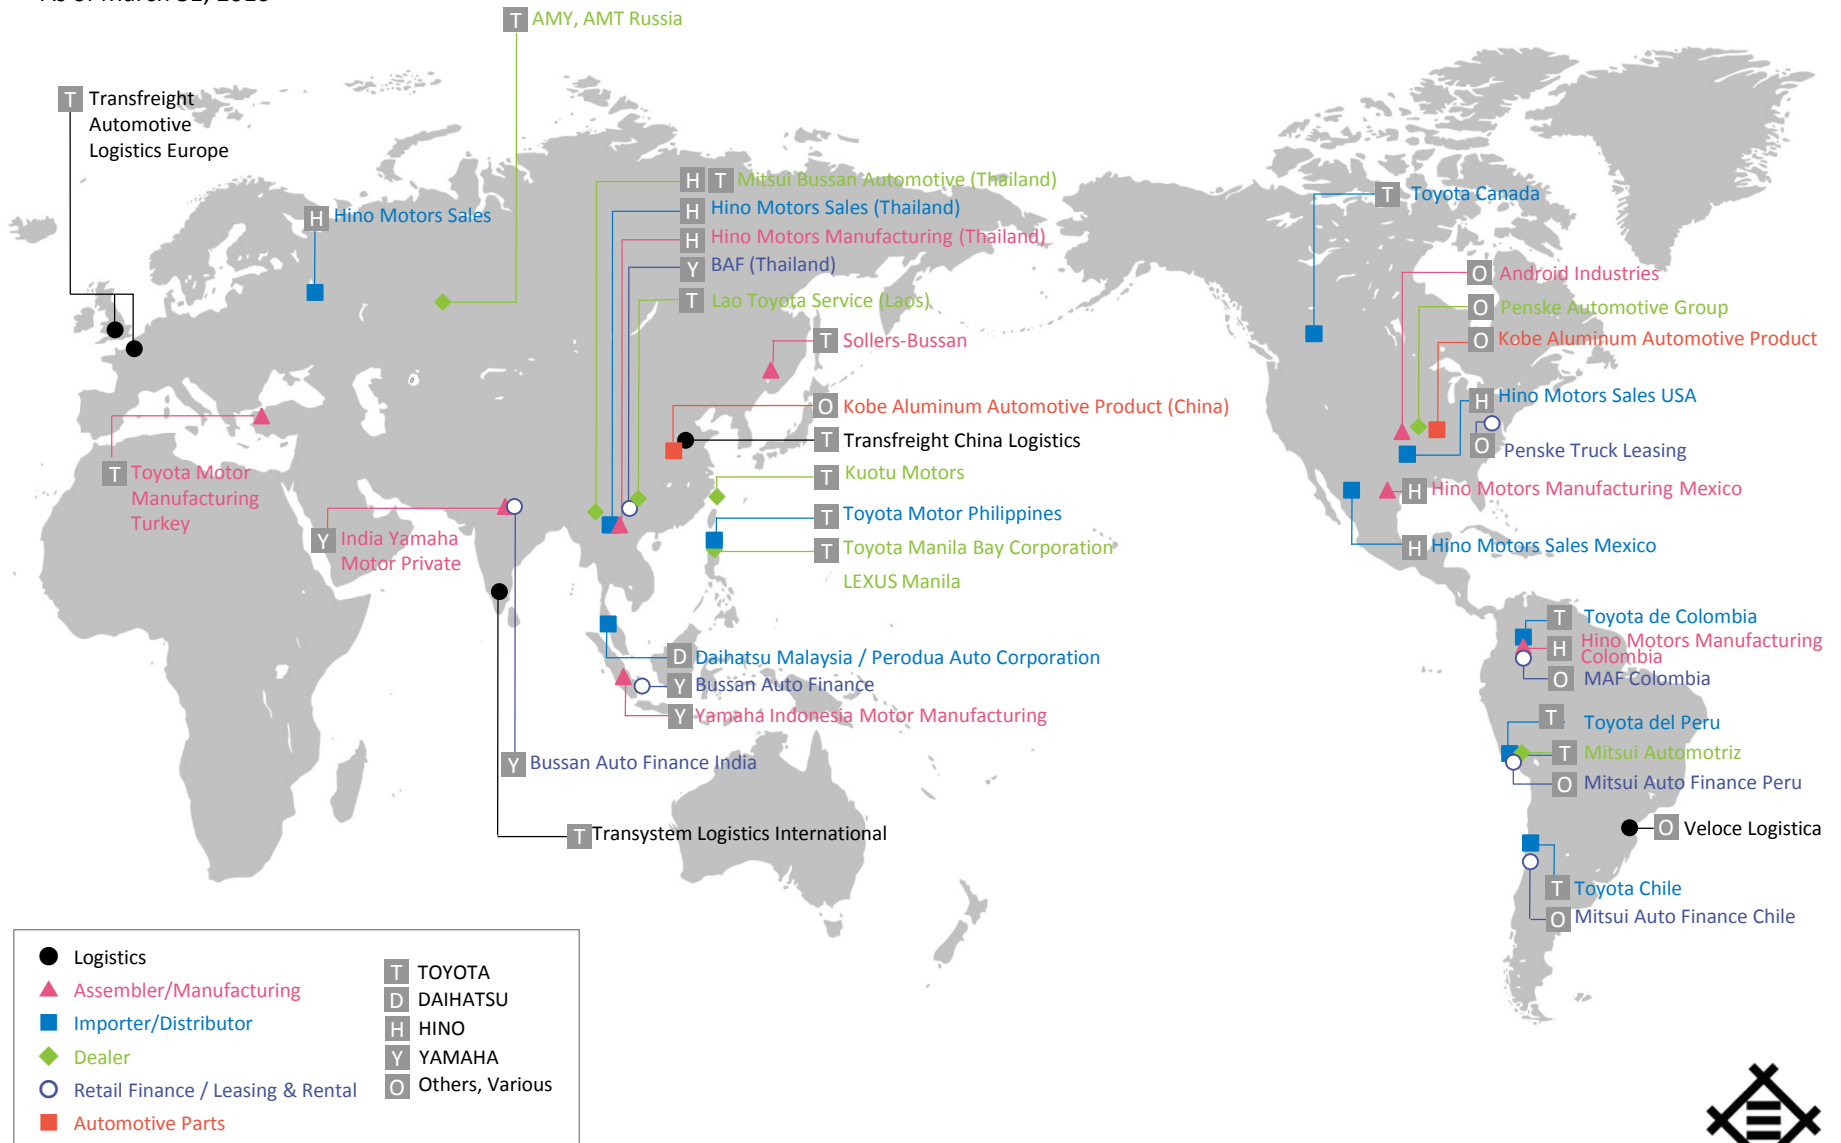 T AMY, AMT Russia
T Transfreight
Automotive
Logistics Europe
H Hino Motors Sales
H T Mitsui Bussan Automotive (Thailand)
H Hino Motors Sales (Thailand)
H Hino Motors Manufacturing (Thailand)
Y BAF (Thailand)
T Lao Toyota Service (Laos)
T Sollers-Bussan
O Kobe Aluminum Automotive Product (China)
T Transfreight China Logistics
T Kuotu Motors
T Toyota Motor Philippines
T Toyota Manila Bay Corporation
LEXUS Manila
T Toyota Motor
Manufacturing
Turkey
Y India Yamaha
Motor Private
D Daihatsu Malaysia / Perodua Auto Corporation
Y Bussan Auto Finance
Y Yamaha Indonesia Motor Manufacturing
Y Bussan Auto Finance India
T Transystem Logistics International
T Toyota Canada
O Android Industries
O Penske Automotive Group
O Kobe Aluminum Automotive Product
H Hino Motors Sales USA
O Penske Truck Leasing
H Hino Motors Manufacturing Mexico
H Hino Motors Sales Mexico
T Toyota de Colombia
H Hino Motors Manufacturing
Colombia
O MAF Colombia
T Toyota del Peru
T Mitsui Automotriz
O Mitsui Auto Finance Peru
O Veloce Logistica
T Toyota Chile
O Mitsui Auto Finance Chile
Logistics
Assembler/Manufacturing
Importer/Distributor
Dealer
Retail Finance / Leasing & Rental
Automotive Parts
T TOYOTA
D DAIHATSU
H HINO
Y YAMAHA
O Others, Various